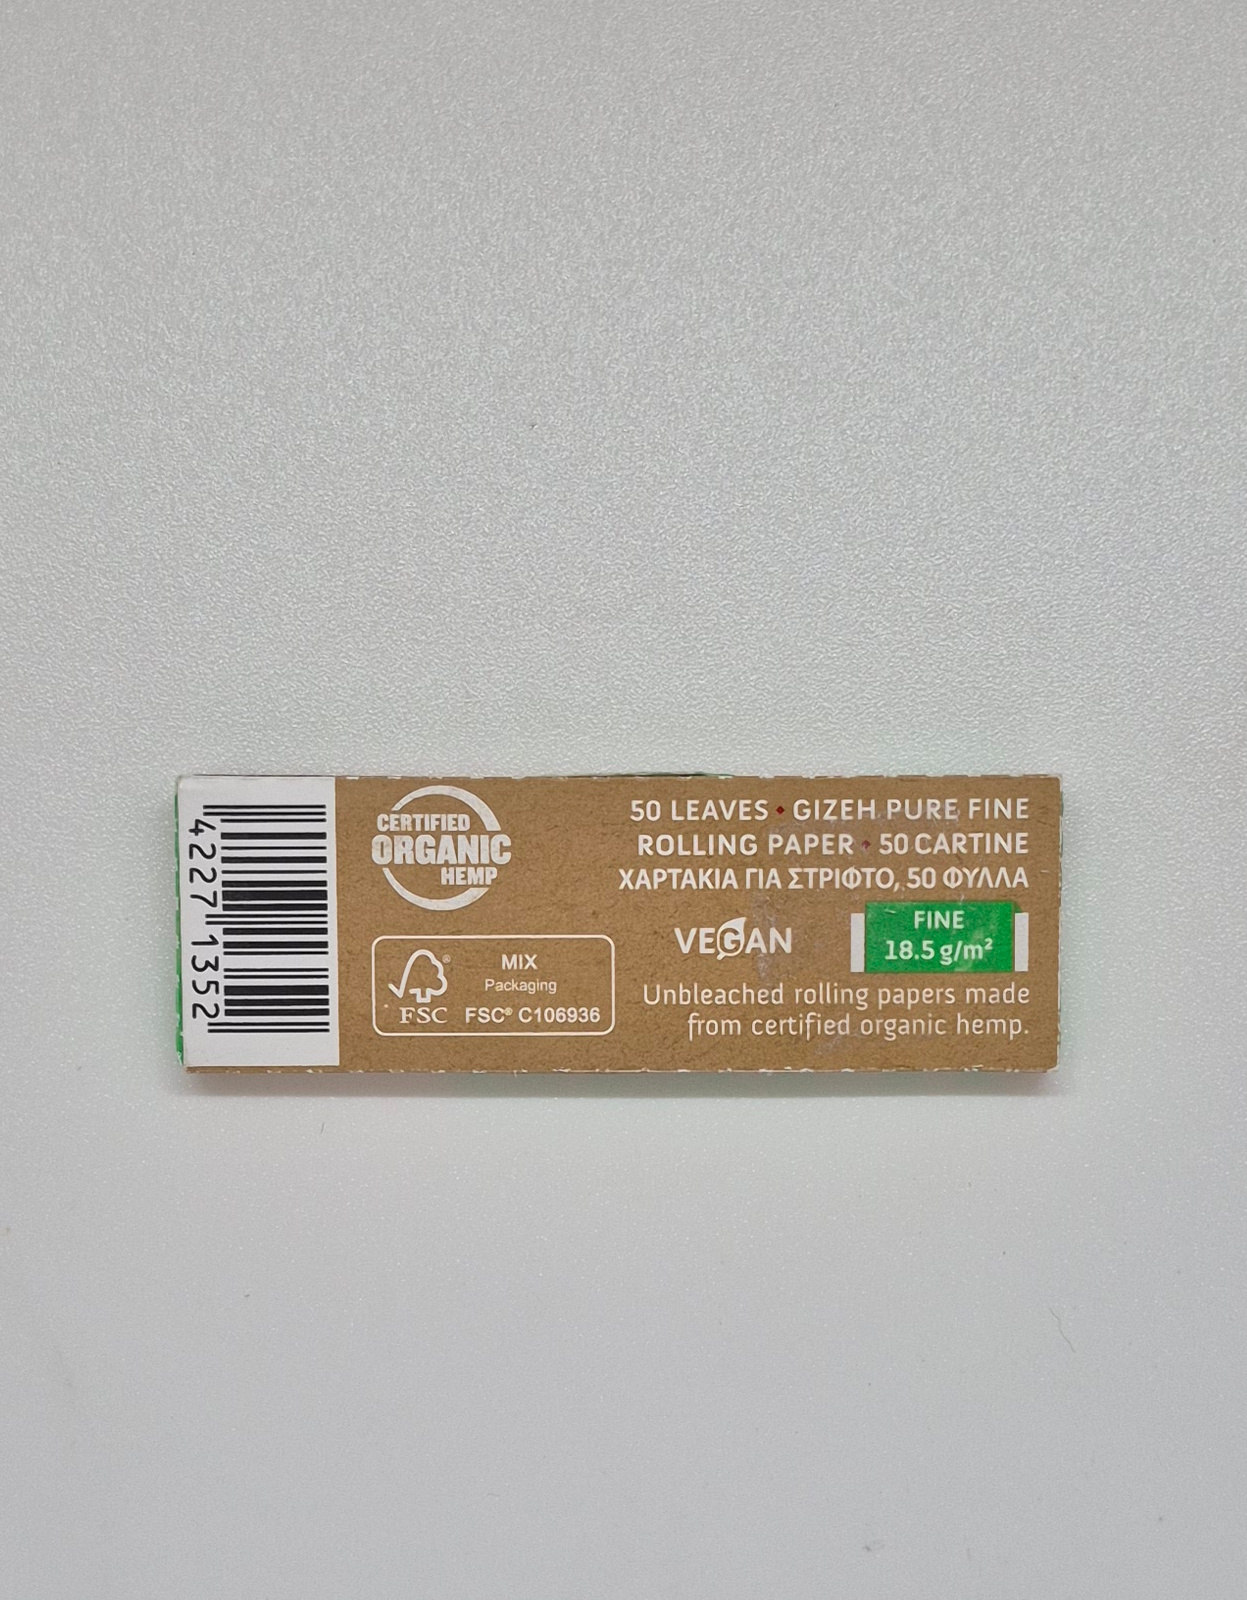 4227 1352
CERTIFIED
ORGANIC
HEMP
MIX
Packaging
FSC® C106936
FSC
®
50 LEAVES • GIZEH PURE FINE
ROLLING PAPER • 50 CARTINE
ΧΑΡΤΑΚΙΑ ΓΙΑ ΣΤΡΙΦΤΟ, 50 ΦΥΛΛΑ
VEGAN
FINE
18.5 g/m²
Unbleached rolling papers made
from certified organic hemp.